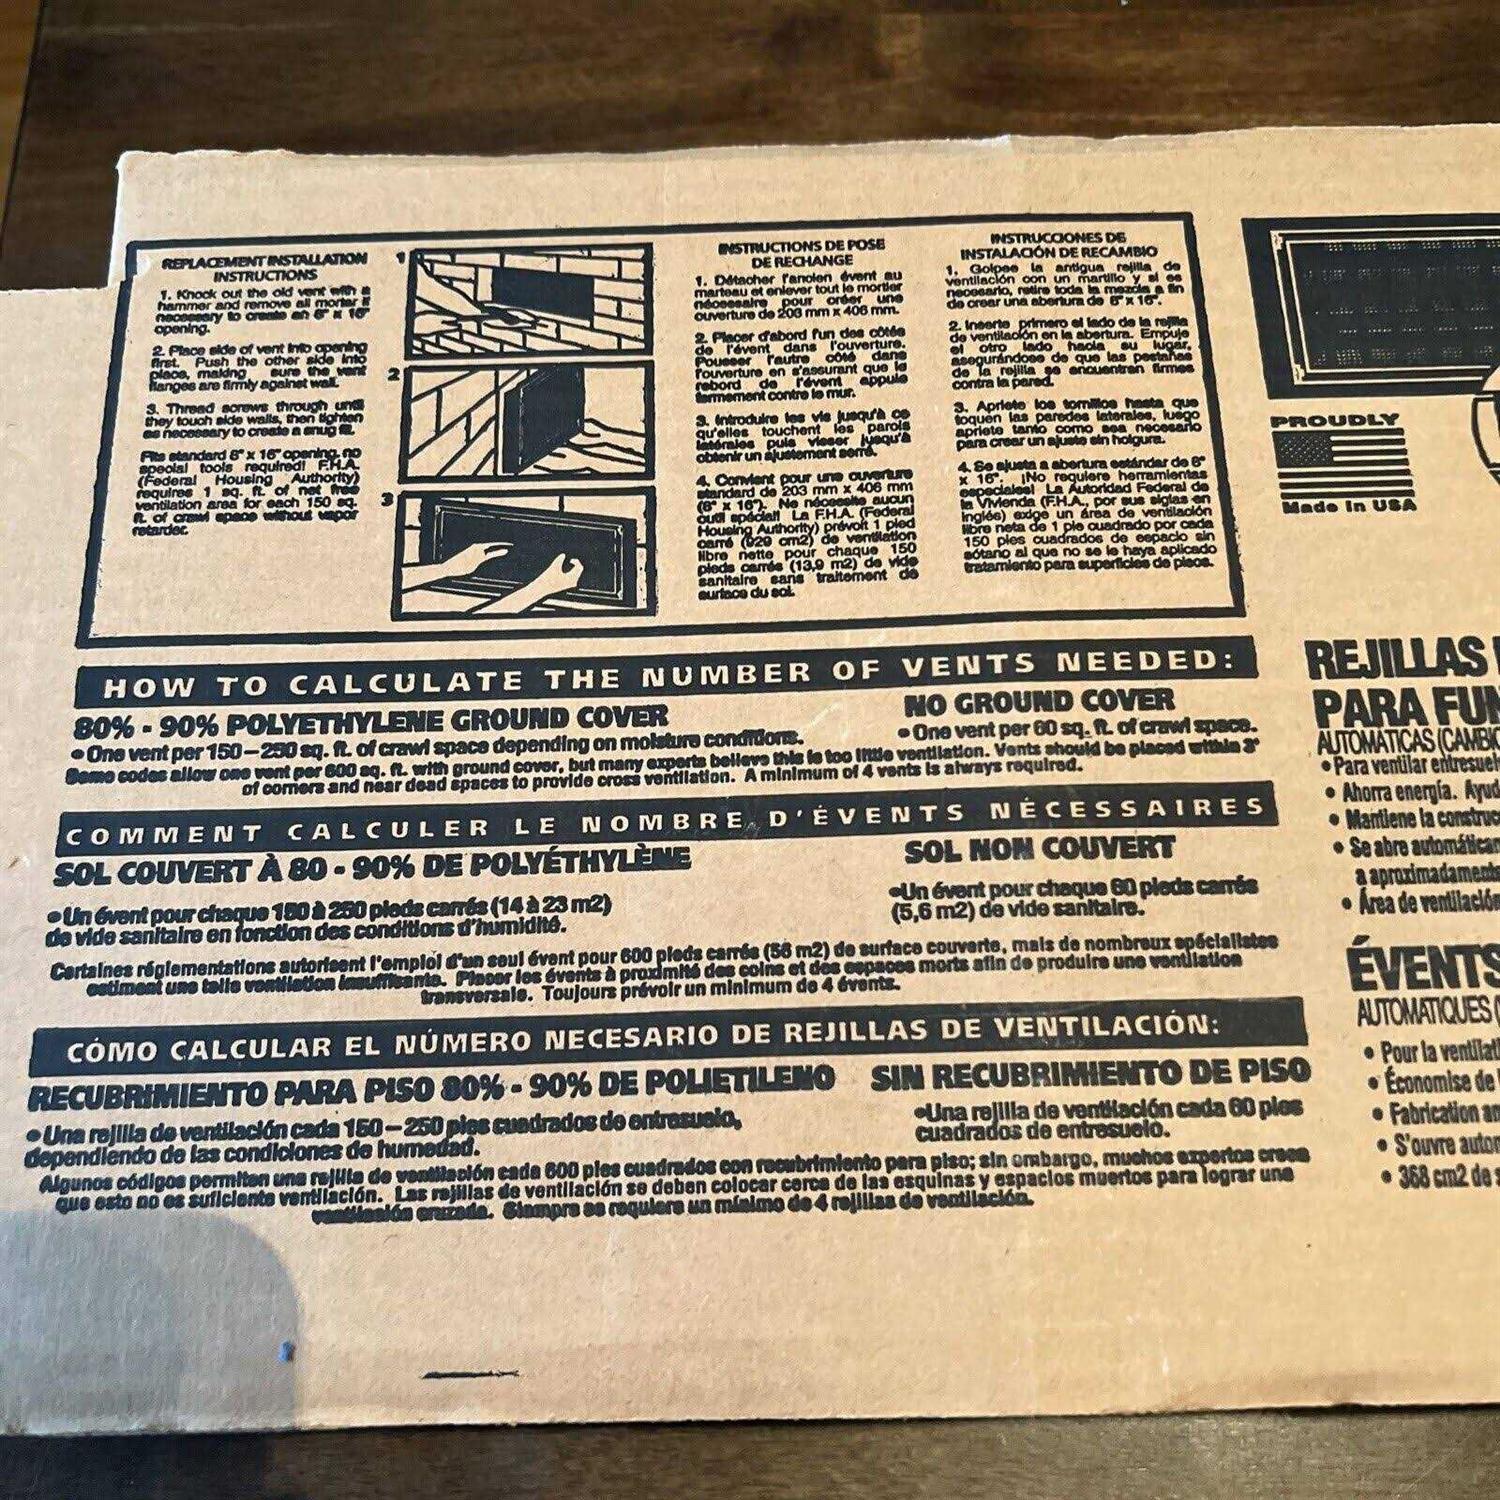 REPLACEMENT INSTALLATION
INSTRUCTIONS
1. Knock out the old vent with a
hammer and remove all mortar if
necessary to create an 8" x 16"
opening.
2. Place side of vent into opening
first. Push the other side into
place, making sure the vent
flanges are firmly against wall.
3. Thread screws through until
they touch side walls, then tighten
as necessary to create a snug fit.
Fits standard 8" x 16" opening, no
special tools required! F.H.A.
(Federal Housing Authority)
requires 1 sq. ft. of net free
ventilation area for each 150 sq.
ft. of crawl space without vapor
retarder.
1
2
3
INSTRUCTIONS DE POSE
DE RECHANGE
1. Détacher l'ancien évent au
marteau et enlever tout le mortier
nécessaire pour créer une
ouverture de 203 mm x 406 mm.
2. Placer d'abord l'un des côtés
de l'évent dans l'ouverture.
Pousser l'autre côté dans
l'ouverture en s'assurant que le
rebord de l'évent appuie
fermement contre le mur.
3. Introduire les vis jusqu'à ce
qu'elles touchent les parois
latérales puis visser jusqu'à
obtenir un ajustement serré.
4. Convient pour une ouverture
standard de 203 mm x 406 mm
(8" x 16"). Ne nécessite aucun
outil spécial! La F.H.A. (Federal
Housing Authority) prévoit 1 pied
carré (929 cm2) de ventilation
libre nette pour chaque 150
pieds carrés (13,9 m2) de vide
sanitaire sans traitement de
surface du sol.
INSTRUCCIONES DE
INSTALACIÓN DE RECAMBIO
1. Golpee la antigua rejilla de
ventilación con un martillo y si es
necesario, retire toda la mezcla a fin
de crear una abertura de 8" x 16".
2. Inserte primero el lado de la rejilla
de ventilación en la abertura. Empuje
el otro lado hacia su lugar,
asegurándose de que las pestañas
de la rejilla se encuentran firmes
contra la pared.
3. Apriete los tornillos hasta que
toquen las paredes laterales, luego
apriete tanto como sea necesario
para crear un ajuste sin holgura.
4. Se ajusta a abertura estándar de 8"
x 16". ¡No requiere herramientas
especiales! La Autoridad Federal de
la Vivienda (F.H.A., por sus siglas en
inglés) exige un área de ventilación
libre neta de 1 pie cuadrado por cada
150 pies cuadrados de espacio sin
sótano al que no se le haya aplicado
tratamiento para superficies de pisos.
PROUDLY
Made in USA
HOW TO CALCULATE THE NUMBER OF VENTS NEEDED:
80% - 90% POLYETHYLENE GROUND COVER
• One vent per 150 – 250 sq. ft. of crawl space depending on moisture conditions.
NO GROUND COVER
• One vent per 60 sq. ft. of crawl space.
Some codes allow one vent per 600 sq. ft. with ground cover, but many experts believe this is too little ventilation. Vents should be placed within 3'
of corners and near dead spaces to provide cross ventilation. A minimum of 4 vents is always required.
COMMENT CALCULER LE NOMBRE D'ÉVENTS NÉCESSAIRES
SOL COUVERT À 80 - 90% DE POLYÉTHYLÈNE
• Un évent pour chaque 150 à 250 pieds carrés (14 à 23 m2)
de vide sanitaire en fonction des conditions d'humidité.
SOL NON COUVERT
•Un évent pour chaque 60 pieds carrés
(5,6 m2) de vide sanitaire.
Certaines réglementations autorisent l'emploi d'un seul évent pour 600 pieds carrés (56 m2) de surface couverte, mais de nombreux spécialistes
estiment une telle ventilation insuffisante. Placer les évents à proximité des coins et des espaces morts afin de produire une ventilation
transversale. Toujours prévoir un minimum de 4 évents.
CÓMO CALCULAR EL NÚMERO NECESARIO DE REJILLAS DE VENTILACIÓN:
RECUBRIMIENTO PARA PISO 80% - 90% DE POLIETILENO
• Una rejilla de ventilación cada 150 – 250 pies cuadrados de entresuelo,
dependiendo de las condiciones de humedad.
SIN RECUBRIMIENTO DE PISO
•Una rejilla de ventilación cada 60 pies
cuadrados de entresuelo.
Algunos códigos permiten una rejilla de ventilación cada 600 pies cuadrados con recubrimiento para piso; sin embargo, muchos expertos creen
que esto no es suficiente ventilación. Las rejillas de ventilación se deben colocar cerca de las esquinas y espacios muertos para lograr una
ventilación cruzada. Siempre se requiere un mínimo de 4 rejillas de ventilación.
REJILLAS
PARA FUN
AUTOMÁTICAS (CAMBIO
• Para ventilar entresuel
• Ahorra energía. Ayud
• Mantiene la construc
• Se abre automátican
a aproximadamente
• Área de ventilación
ÉVENTS
AUTOMATIQUES (
• Pour la ventilati
• Économise de l
• Fabrication am
• S'ouvre autom
• 368 cm2 de s